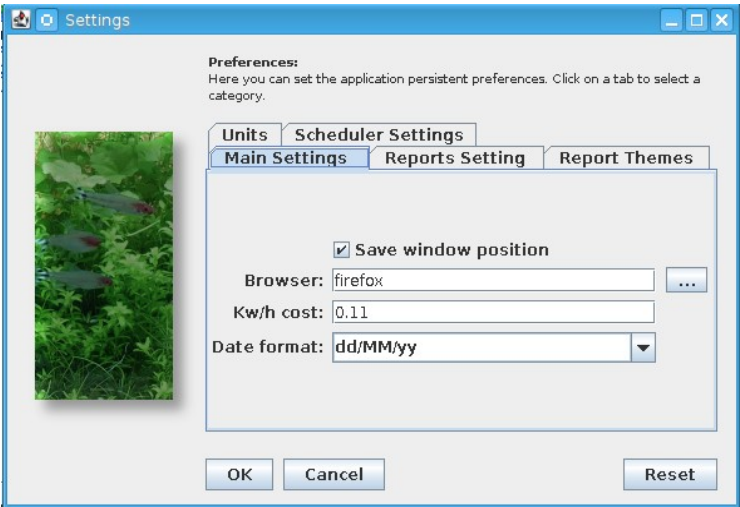 Settings
Preferences:
Here you can set the application persistent preferences. Click on a tab to select a
category.
Units Scheduler Settings
Main Settings Reports Setting Report Themes
Save window position
Browser: firefox ...
Kw/h cost: 0.11
Date format: dd/MM/yy
OK Cancel Reset